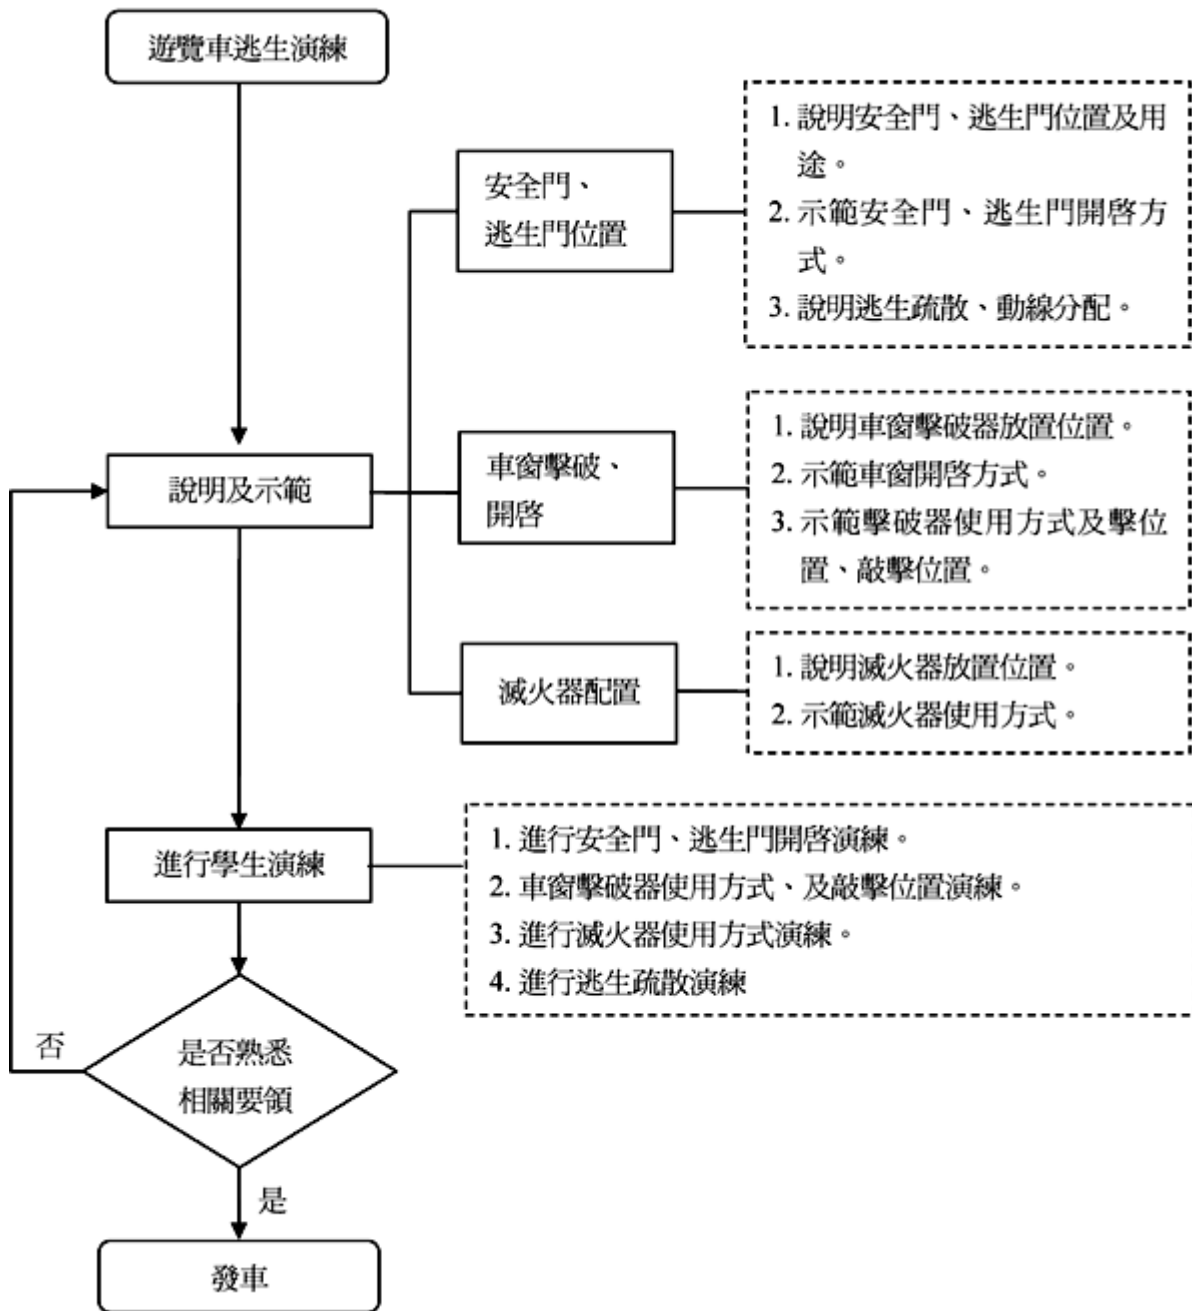 遊覽車逃生演練
安全門、
逃生門位置
1. 說明安全門、逃生門位置及用
途。
2. 示範安全門、逃生門開啓方
式。
3. 說明逃生疏散、動線分配。
說明及示範
車窗擊破、
開啓
1. 說明車窗擊破器放置位置。
2. 示範車窗開啓方式。
3. 示範擊破器使用方式及擊位
置、敲擊位置。
滅火器配置
1. 說明滅火器放置位置。
2. 示範滅火器使用方式。
進行學生演練
1. 進行安全門、逃生門開啓演練。
2. 車窗擊破器使用方式、及敲擊位置演練。
3. 進行滅火器使用方式演練。
4. 進行逃生疏散演練
否
是否熟悉
相關要領
是
發車